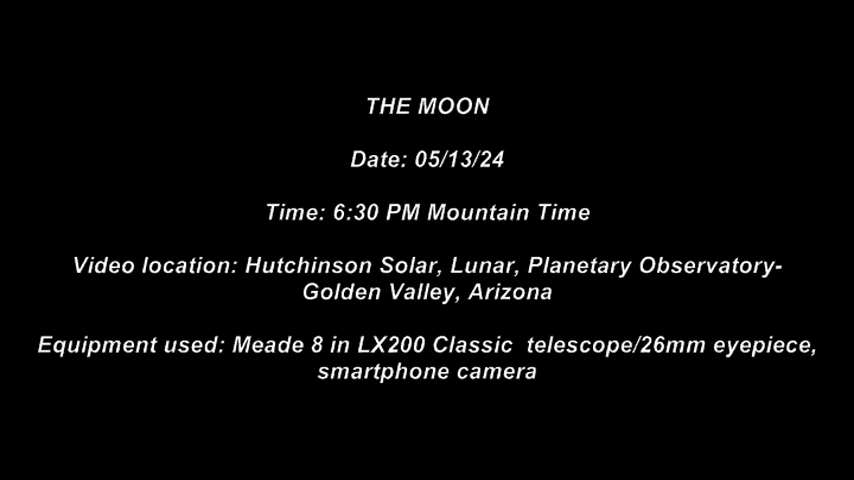 THE MOON
Date: 05/13/24
Time: 6:30 PM Mountain Time
Video location: Hutchinson Solar, Lunar, Planetary Observatory-
Golden Valley, Arizona
Equipment used: Meade 8 in LX200 Classic  telescope/26mm eyepiece,
smartphone camera